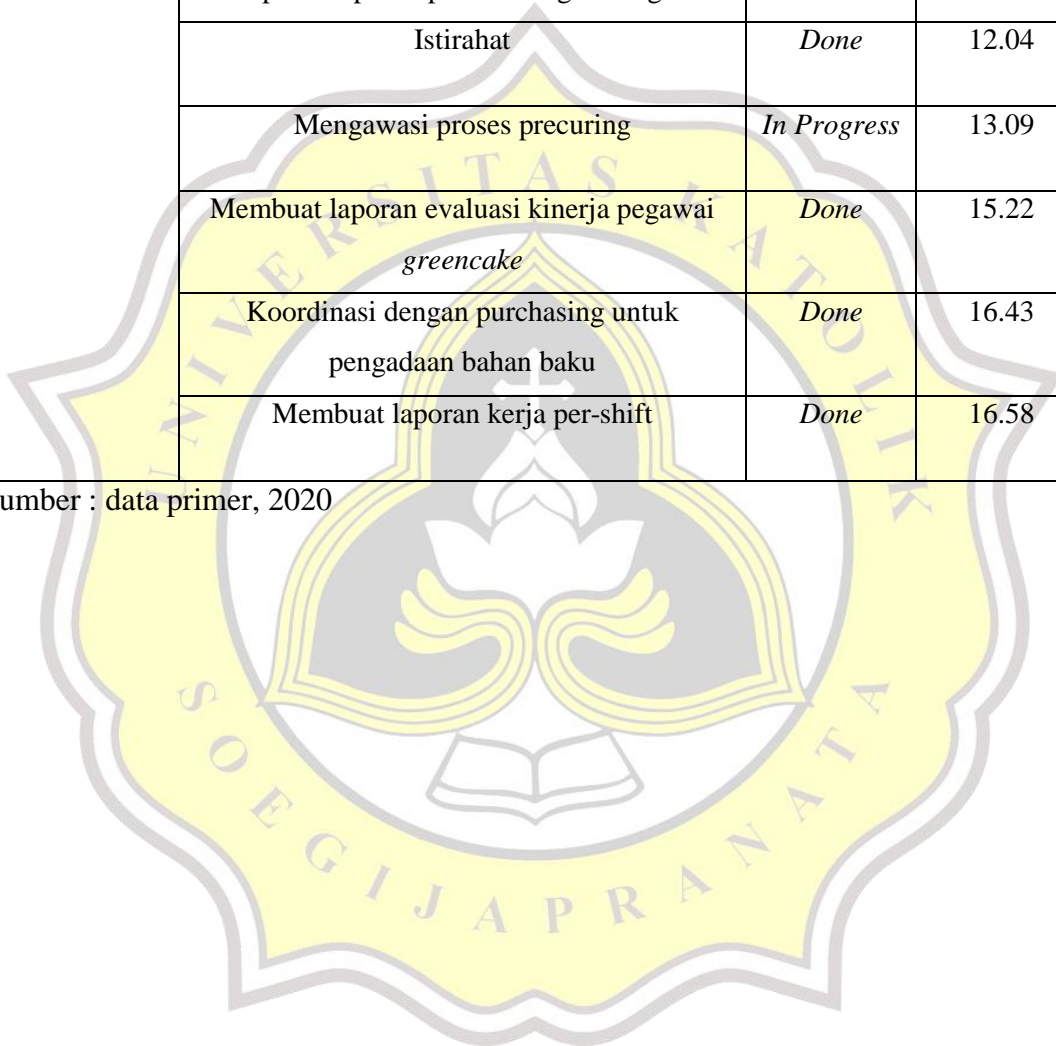 Istirahat Done 12.04
Mengawasi proses precuring In Progress 13.09
Membuat laporan evaluasi kinerja pegawai Done 15.22
greencake
Koordinasi dengan purchasing untuk Done 16.43
pengadaan bahan baku
Membuat laporan kerja per-shift Done 16.58
umber : data primer, 2020
UNIVERSITAS KATOLIK
SOEGIJAPRANATA